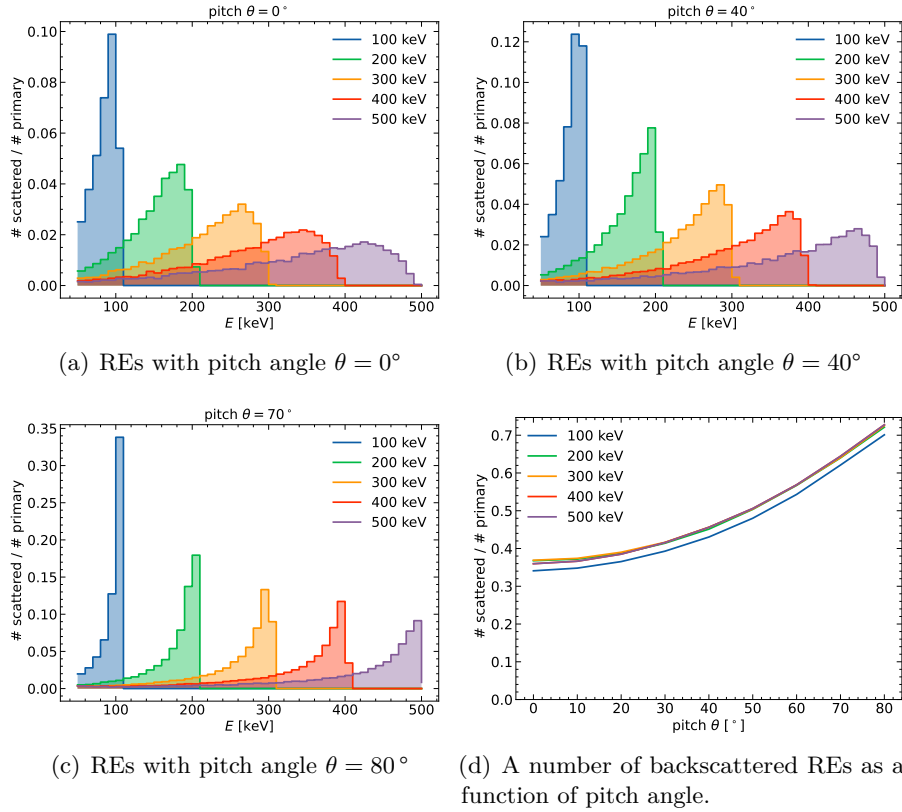 pitch θ = 0°
# scattered / # primary
0.10
0.08
0.06
0.04
0.02
0.00
100 keV
200 keV
300 keV
400 keV
500 keV
100 200 300 400 500
E [keV]
(a) REs with pitch angle θ = 0°
pitch θ = 40°
# scattered / # primary
0.12
0.10
0.08
0.06
0.04
0.02
0.00
100 keV
200 keV
300 keV
400 keV
500 keV
100 200 300 400 500
E [keV]
(b) REs with pitch angle θ = 40°
pitch θ = 70°
# scattered / # primary
0.35
0.30
0.25
0.20
0.15
0.10
0.05
0.00
100 keV
200 keV
300 keV
400 keV
500 keV
100 200 300 400 500
E [keV]
(c) REs with pitch angle θ = 80°
# scattered / # primary
0.7
0.6
0.5
0.4
0.3
0.2
0.1
0.0
100 keV
200 keV
300 keV
400 keV
500 keV
0 10 20 30 40 50 60 70 80
pitch θ [°]
(d) A number of backscattered REs as a
function of pitch angle.